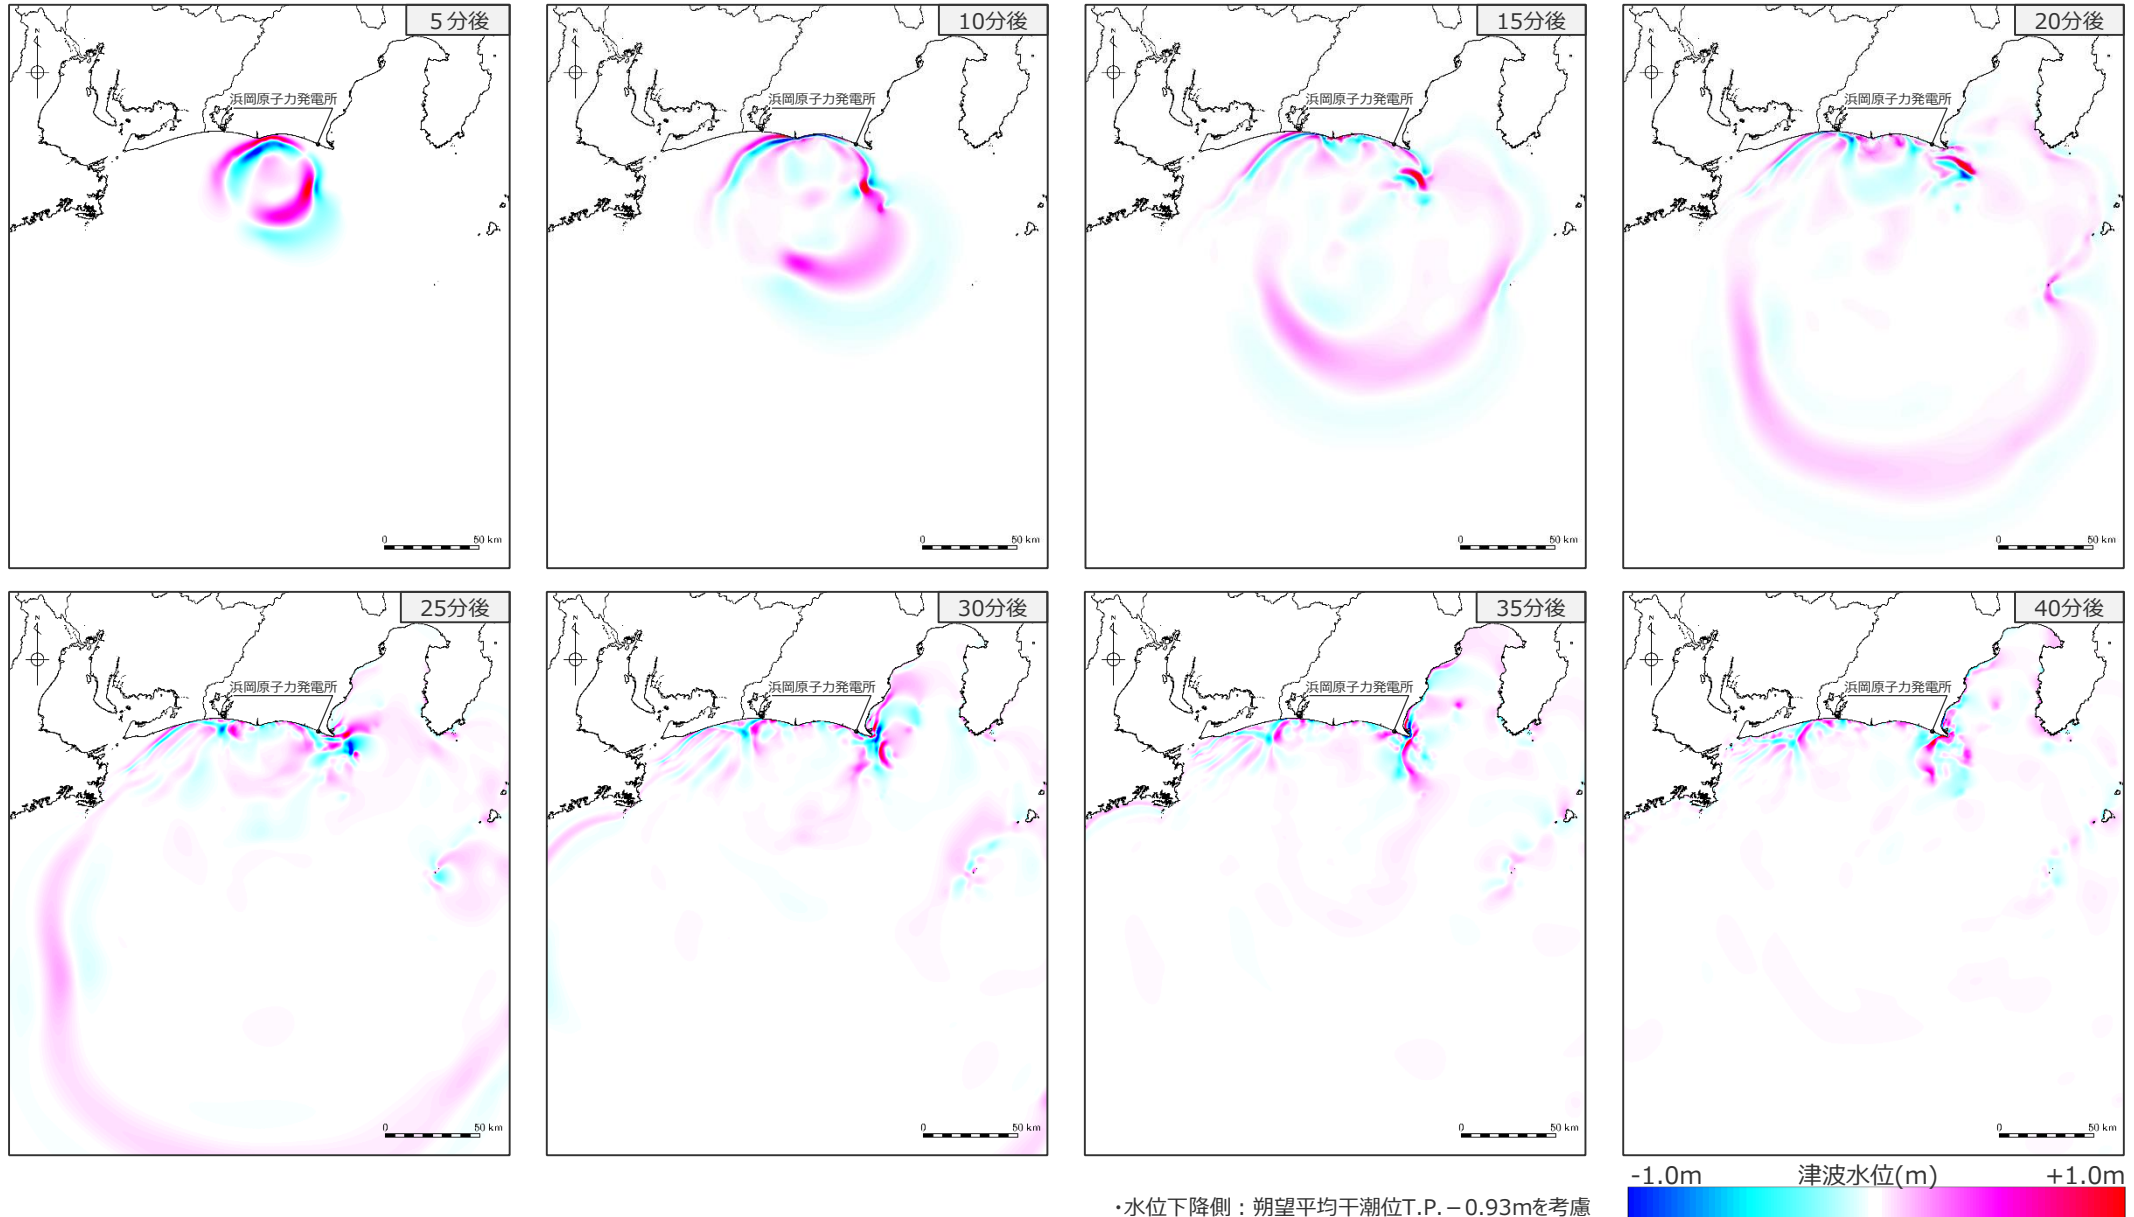 5分後
浜岡原子力発電所
0 50 km
10分後
浜岡原子力発電所
0 50 km
15分後
浜岡原子力発電所
0 50 km
20分後
浜岡原子力発電所
0 50 km
25分後
浜岡原子力発電所
0 50 km
30分後
浜岡原子力発電所
0 50 km
35分後
浜岡原子力発電所
0 50 km
40分後
浜岡原子力発電所
0 50 km
-1.0m 津波水位(m) +1.0m
・水位下降側：朔望平均干潮位T.P.－0.93mを考慮